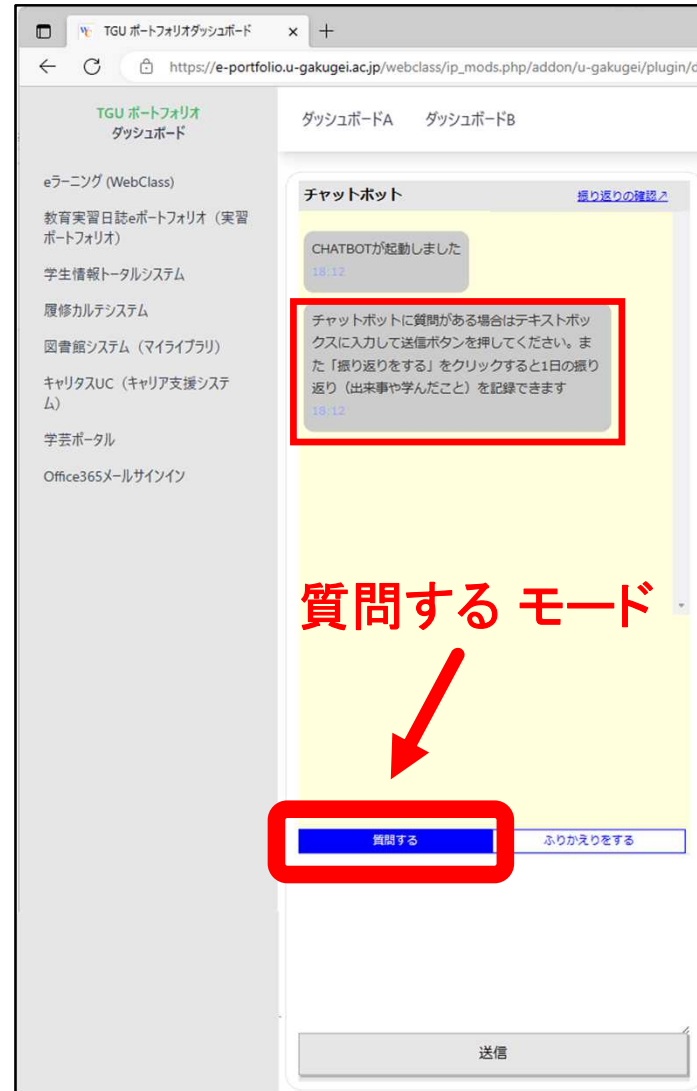 TGU ポートフォリオダッシュボード
https://e-portfolio.u-gakugei.ac.jp/webclass/ip_mods.php/addon/u-gakugei/plugin/d
TGU ポートフォリオ
ダッシュボード
ダッシュボードA ダッシュボードB
eラーニング (WebClass)
教育実習日誌eポートフォリオ（実習
ポートフォリオ）
学生情報トータルシステム
履修カルテシステム
図書館システム（マイライブラリ）
キャリタスUC（キャリア支援システ
ム）
学芸ポータル
Office365メールサインイン
チャットボット 振り返りの確認↗
CHATBOTが起動しました
18:12
チャットボットに質問がある場合はテキストボッ
クスに入力して送信ボタンを押してください。ま
た「振り返りをする」をクリックすると1日の振り
返り（出来事や学んだこと）を記録できます
18:12
質問する モード
質問する ふりかえりをする
送信